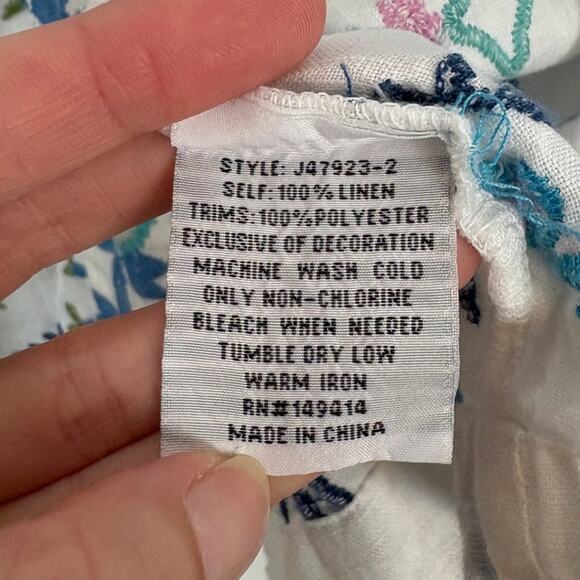 STYLE: J47923-2
SELF: 100% LINEN
TRIMS: 100% POLYESTER
EXCLUSIVE OF DECORATION
MACHINE WASH COLD
ONLY NON-CHLORINE
BLEACH WHEN NEEDED
TUMBLE DRY LOW
WARM IRON
RN#149414
MADE IN CHINA